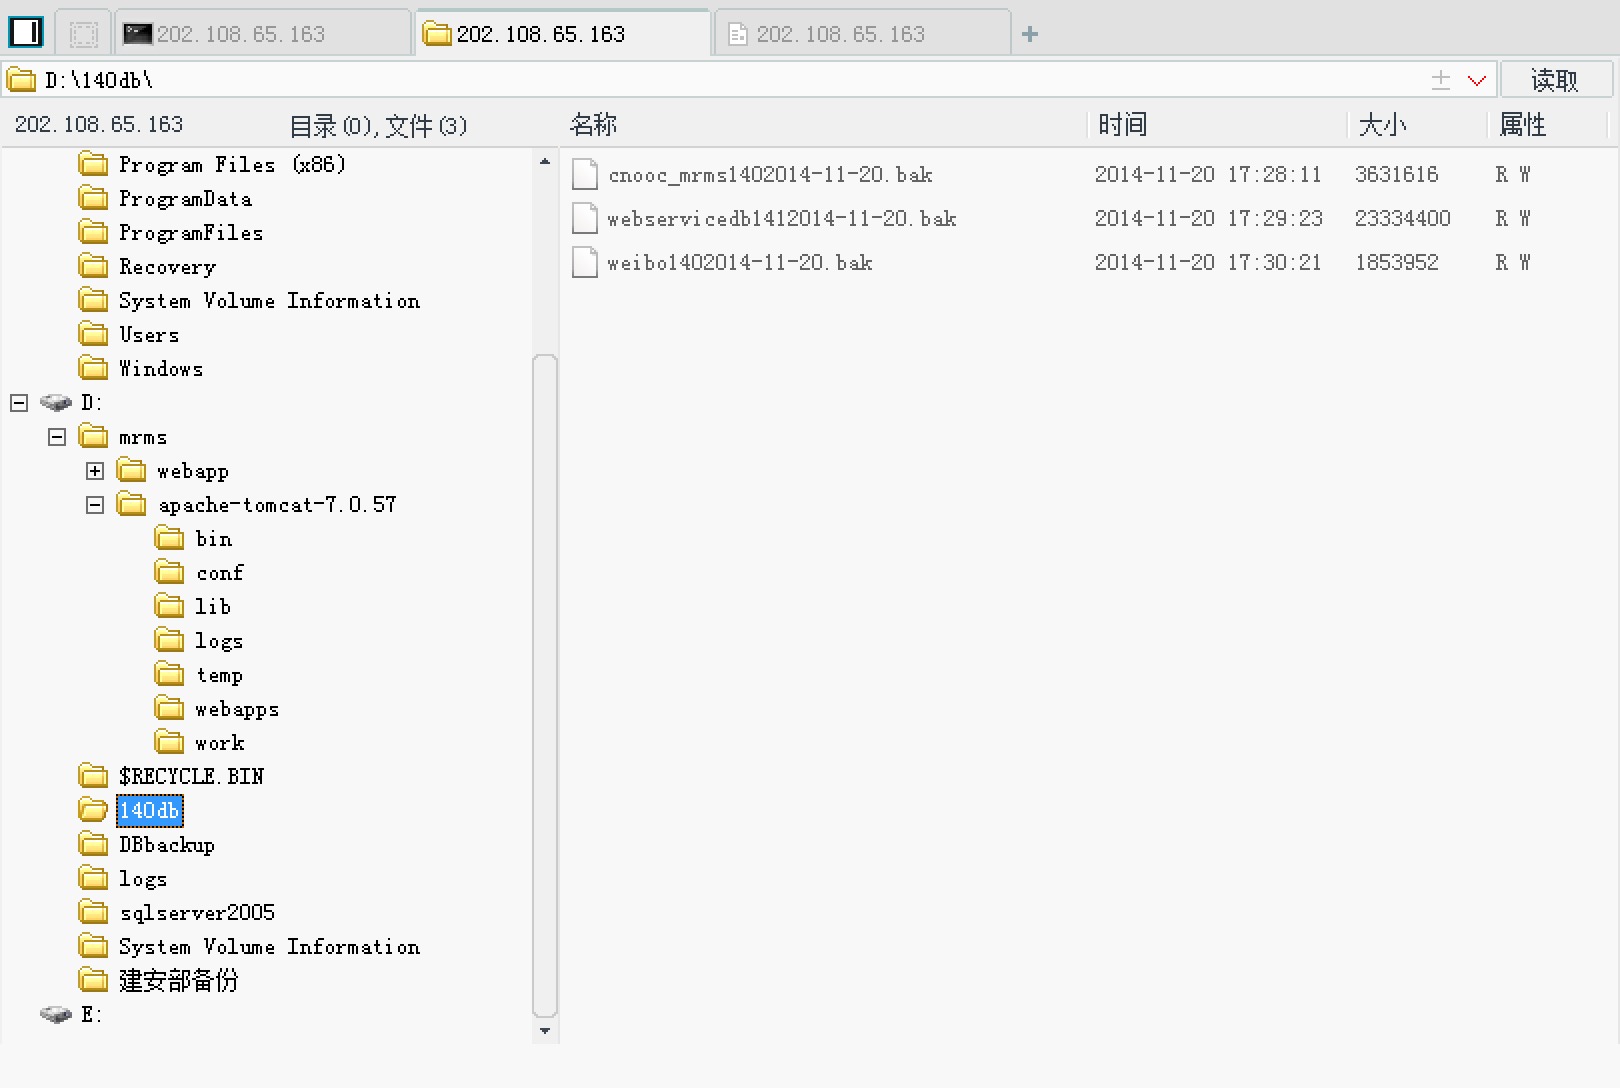 202.108.65.163 202.108.65.163 202.108.65.163 +
D:\140db\ 读取
202.108.65.163 目录(0),文件(3) 名称 时间 大小 属性
Program Files (x86)
ProgramData
ProgramFiles
Recovery
System Volume Information
Users
Windows
D:
mrms
webapp
apache-tomcat-7.0.57
bin
conf
lib
logs
temp
webapps
work
$RECYCLE.BIN
140db
DBbackup
logs
sqlserver2005
System Volume Information
建安部备份
E:
cnooc_mrms1402014-11-20.bak 2014-11-20 17:28:11 3631616 R W
webservicedb1412014-11-20.bak 2014-11-20 17:29:23 23334400 R W
weibo1402014-11-20.bak 2014-11-20 17:30:21 1853952 R W